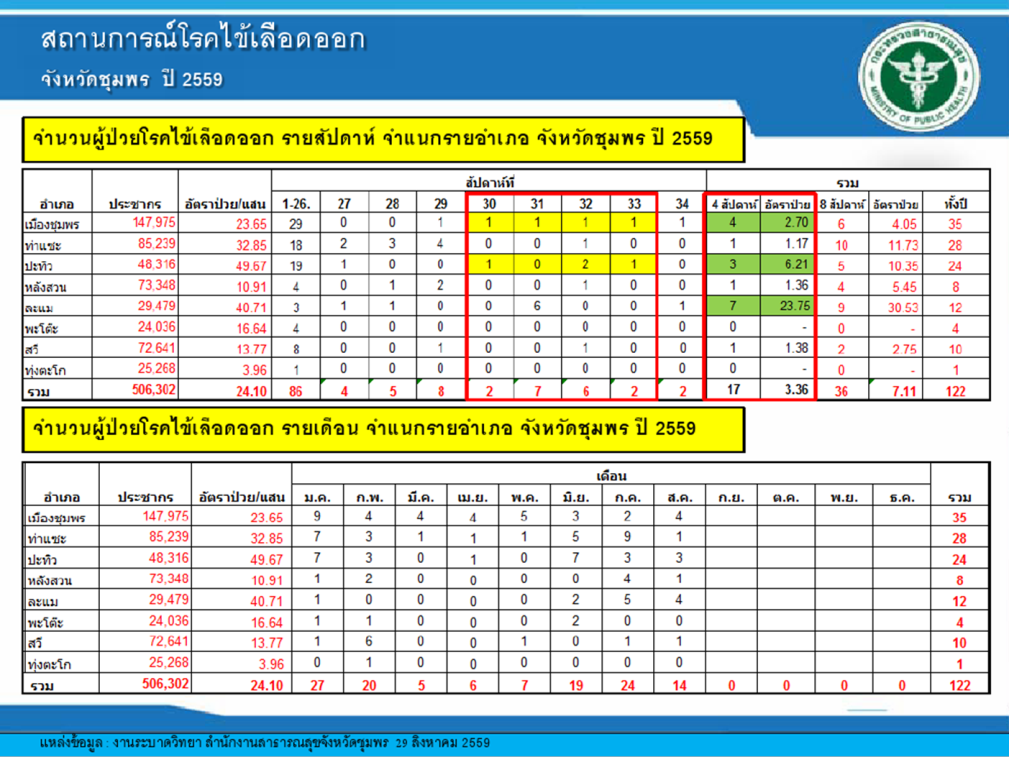 สถานการณ์โรคไข้เลือดออก
จังหวัดชุมพร ปี 2559
กระทรวงสาธารณสุข
MINISTRY OF PUBLIC HEALTH
จำนวนผู้ป่วยโรคไข้เลือดออก รายสัปดาห์ จำแนกรายอำเภอ จังหวัดชุมพร ปี 2559
สัปดาห์ที่ รวม
อำเภอ ประชากร อัตราป่วย/แสน 1-26. 27 28 29 30 31 32 33 34 4 สัปดาห์ อัตราป่วย 8 สัปดาห์ อัตราป่วย ทั้งปี
เมืองชุมพร 147,975 23.65 29 0 0 1 1 1 1 1 1 4 2.70 6 4.05 35
ท่าแซะ 85,239 32.85 18 2 3 4 0 0 1 0 0 1 1.17 10 11.73 28
ปะทิว 48,316 49.67 19 1 0 0 1 0 2 1 0 3 6.21 5 10.35 24
หลังสวน 73,348 10.91 4 0 1 2 0 0 1 0 0 1 1.36 4 5.45 8
ละแม 29,479 40.71 3 1 1 0 0 6 0 0 1 7 23.75 9 30.53 12
พะโต๊ะ 24,036 16.64 4 0 0 0 0 0 0 0 0 0 - 0 - 4
สวี 72,641 13.77 8 0 0 1 0 0 1 0 0 1 1.38 2 2.75 10
ทุ่งตะโก 25,268 3.96 1 0 0 0 0 0 0 0 0 0 - 0 - 1
รวม 506,302 24.10 86 4 5 8 2 7 6 2 2 17 3.36 36 7.11 122
จำนวนผู้ป่วยโรคไข้เลือดออก รายเดือน จำแนกรายอำเภอ จังหวัดชุมพร ปี 2559
เดือน
อำเภอ ประชากร อัตราป่วย/แสน ม.ค. ก.พ. มี.ค. เม.ย. พ.ค. มิ.ย. ก.ค. ส.ค. ก.ย. ต.ค. พ.ย. ธ.ค. รวม
เมืองชุมพร 147,975 23.65 9 4 4 4 5 3 2 4 35
ท่าแซะ 85,239 32.85 7 3 1 1 1 5 9 1 28
ปะทิว 48,316 49.67 7 3 0 1 0 7 3 3 24
หลังสวน 73,348 10.91 1 2 0 0 0 0 4 1 8
ละแม 29,479 40.71 1 0 0 0 0 2 5 4 12
พะโต๊ะ 24,036 16.64 1 1 0 0 0 2 0 0 4
สวี 72,641 13.77 1 6 0 0 1 0 1 1 10
ทุ่งตะโก 25,268 3.96 0 1 0 0 0 0 0 0 1
รวม 506,302 24.10 27 20 5 6 7 19 24 14 0 0 0 0 122
แหล่งข้อมูล : งานระบาดวิทยา สำนักงานสาธารณสุขจังหวัดชุมพร 29 สิงหาคม 2559